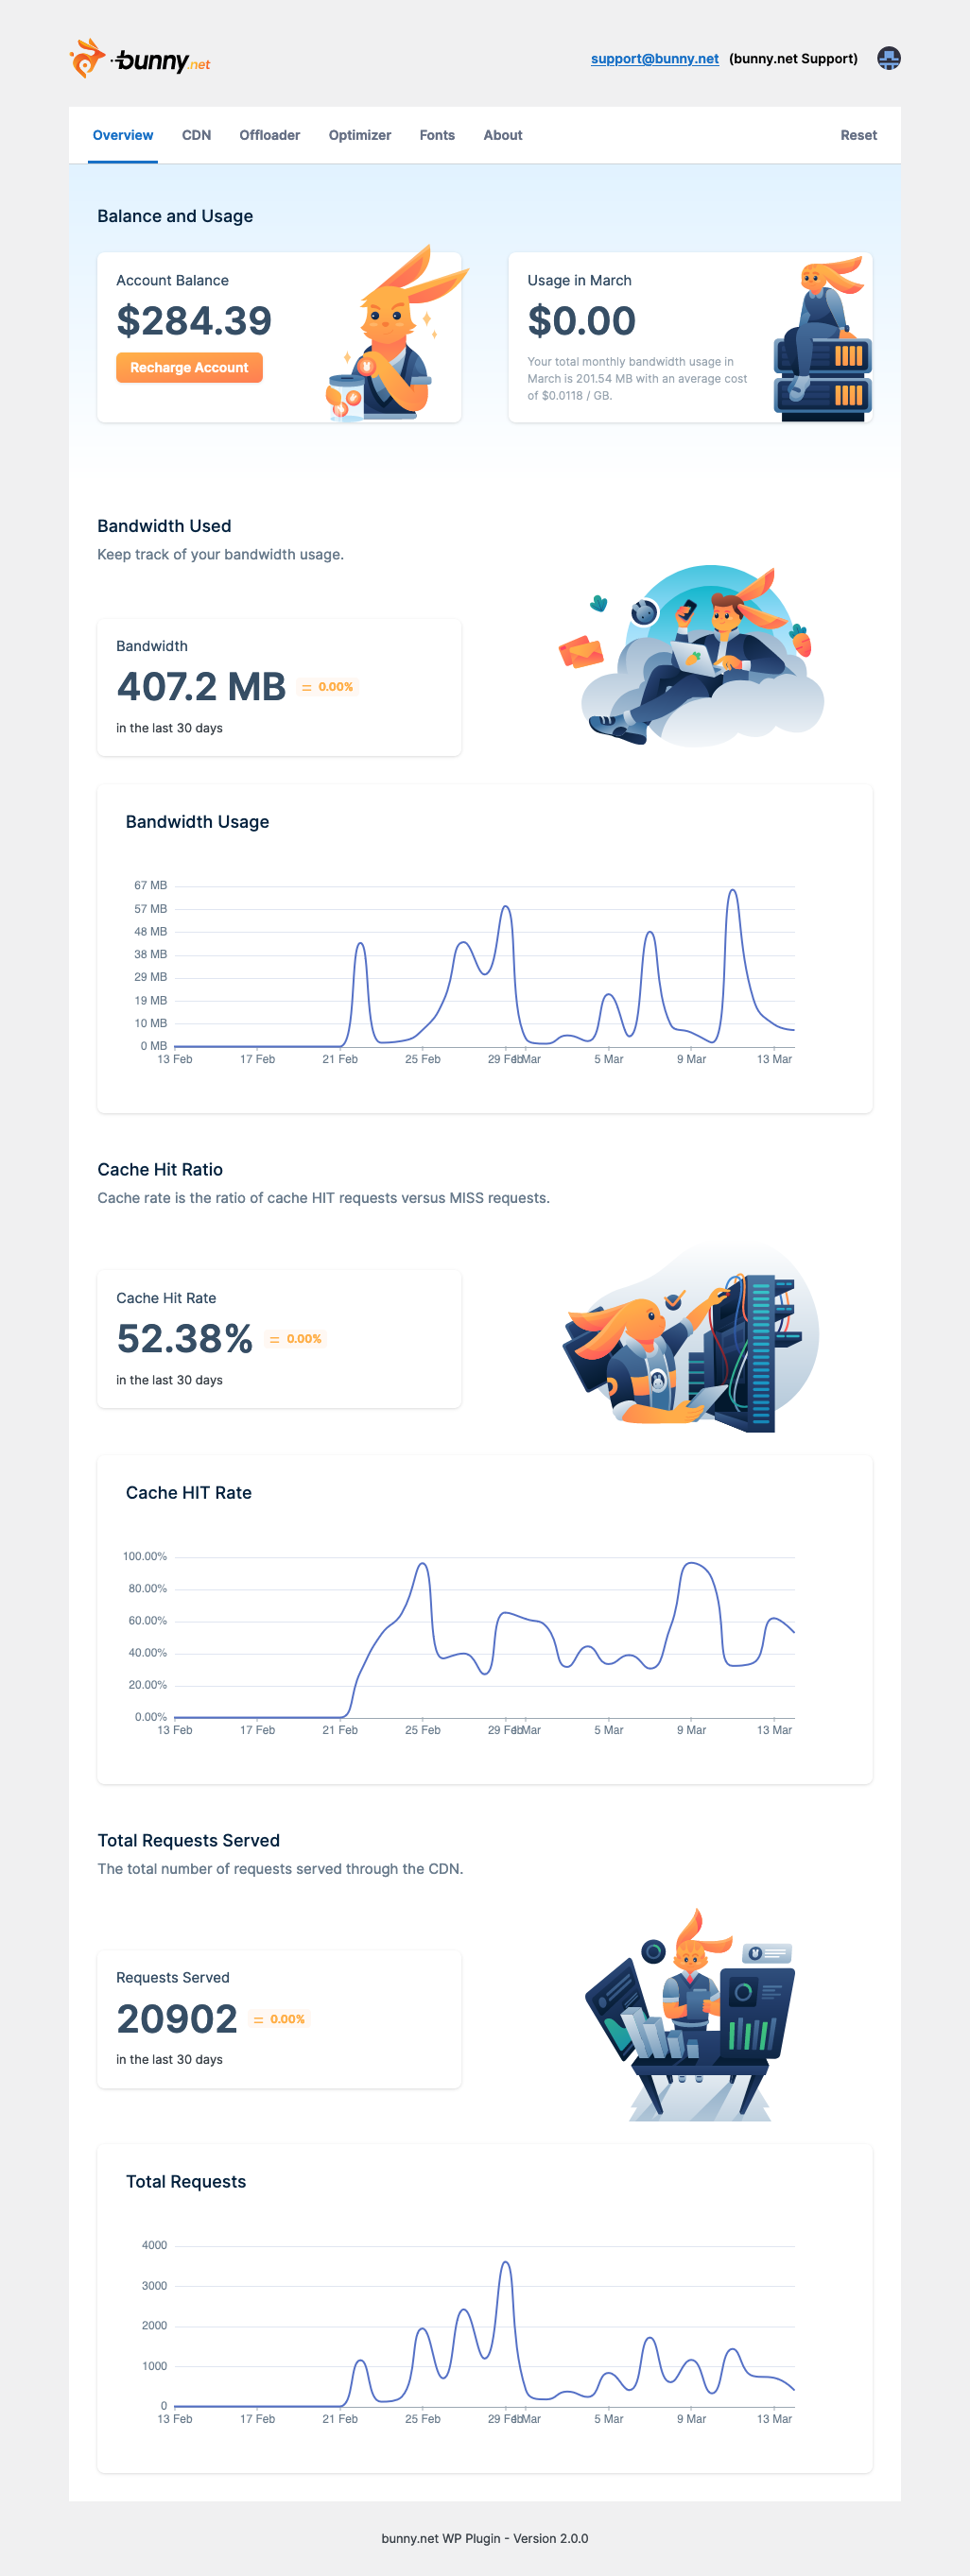 bunny.net
support@bunny.net (bunny.net Support)
Overview CDN Offloader Optimizer Fonts About Reset
Balance and Usage
Account Balance
$284.39
Recharge Account
Usage in March
$0.00
Your total monthly bandwidth usage in
March is 201.54 MB with an average cost
of $0.0118 / GB.
Bandwidth Used
Keep track of your bandwidth usage.
Bandwidth
407.2 MB = 0.00%
in the last 30 days
Bandwidth Usage
67 MB
57 MB
48 MB
38 MB
29 MB
19 MB
10 MB
0 MB
13 Feb 17 Feb 21 Feb 25 Feb 29 Feb 1 Mar 5 Mar 9 Mar 13 Mar
Cache Hit Ratio
Cache rate is the ratio of cache HIT requests versus MISS requests.
Cache Hit Rate
52.38% = 0.00%
in the last 30 days
Cache HIT Rate
100.00%
80.00%
60.00%
40.00%
20.00%
0.00%
13 Feb 17 Feb 21 Feb 25 Feb 29 Feb 1 Mar 5 Mar 9 Mar 13 Mar
Total Requests Served
The total number of requests served through the CDN.
Requests Served
20902 = 0.00%
in the last 30 days
Total Requests
4000
3000
2000
1000
0
13 Feb 17 Feb 21 Feb 25 Feb 29 Feb 1 Mar 5 Mar 9 Mar 13 Mar
bunny.net WP Plugin - Version 2.0.0